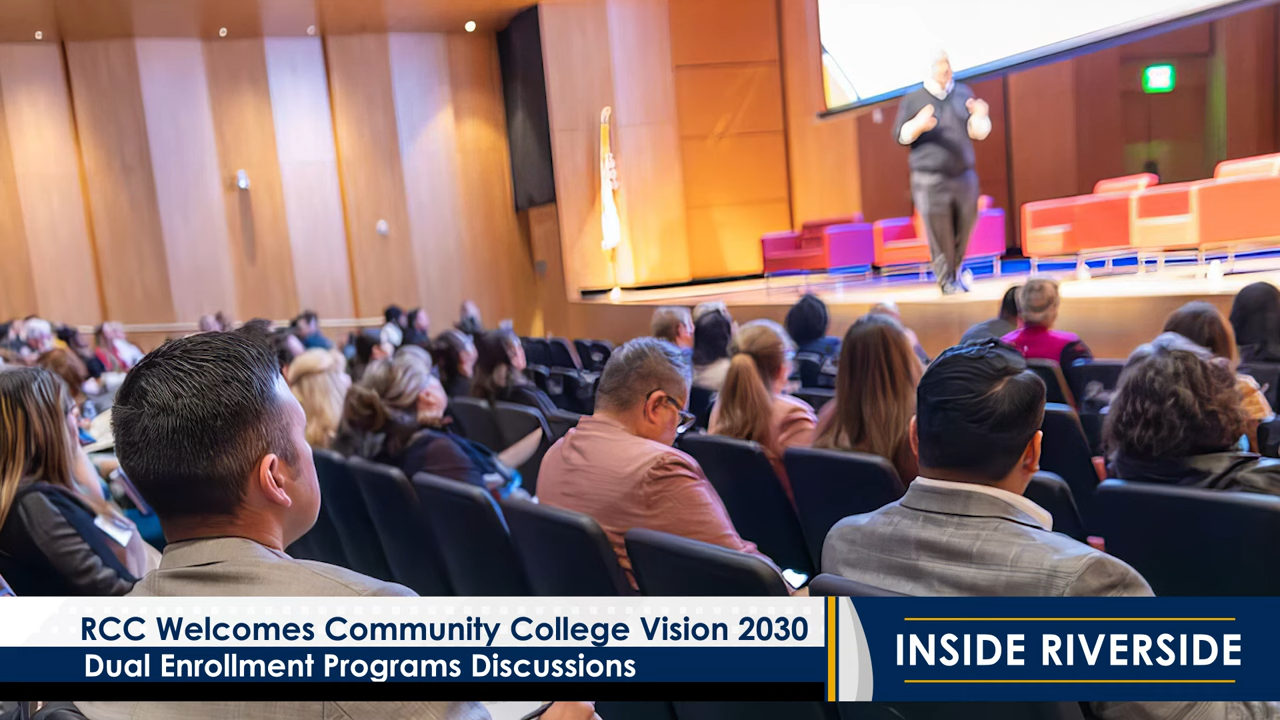 RCC Welcomes Community College Vision 2030
Dual Enrollment Programs Discussions
INSIDE RIVERSIDE